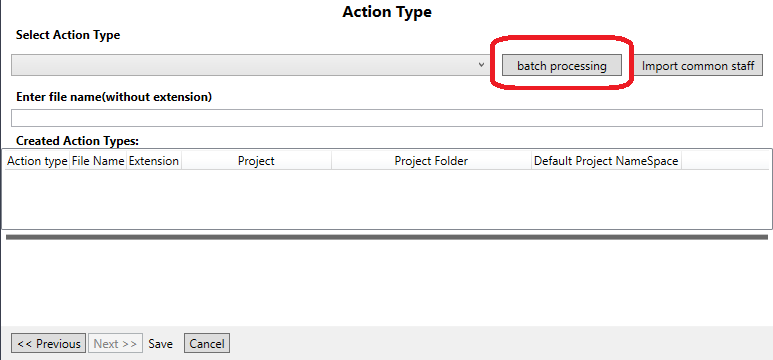 Action Type
Select Action Type
batch processing Import common staff
Enter file name(without extension)
Created Action Types:
Action type File Name Extension Project Project Folder Default Project NameSpace
<< Previous Next >> Save Cancel